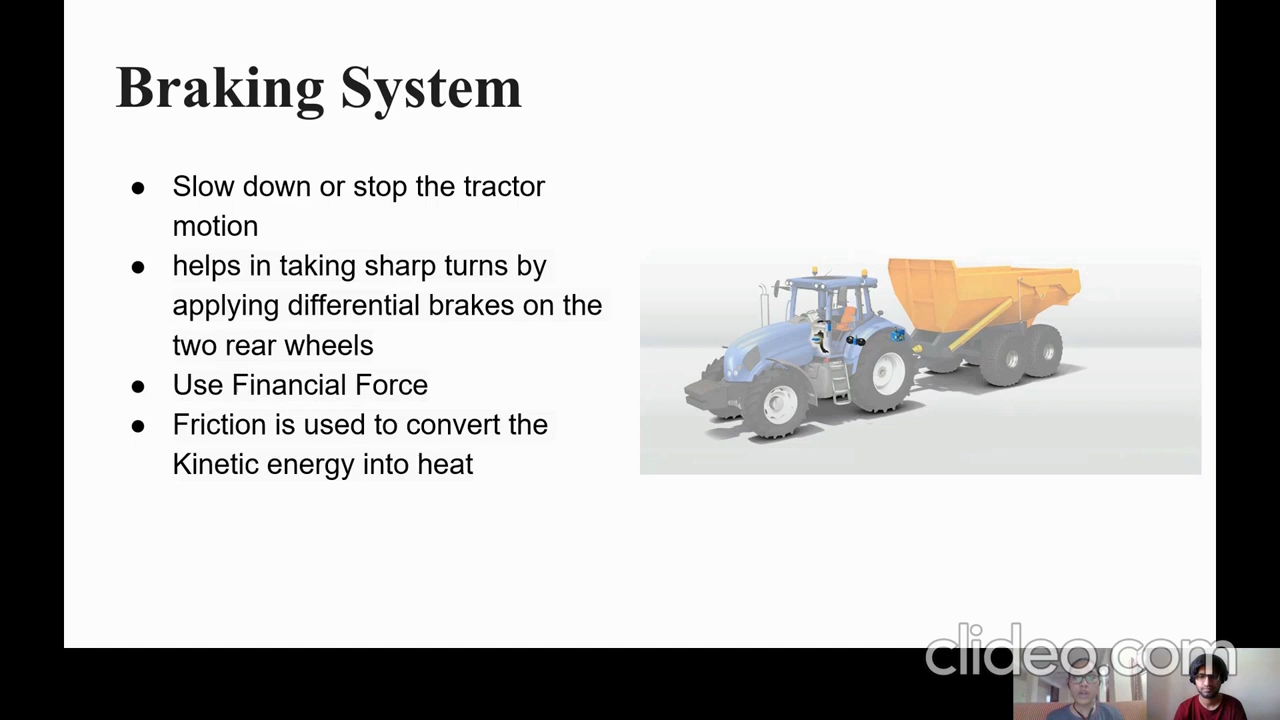 Braking System
● Slow down or stop the tractor
motion
● helps in taking sharp turns by
applying differential brakes on the
two rear wheels
● Use Financial Force
● Friction is used to convert the
Kinetic energy into heat
clideo.com